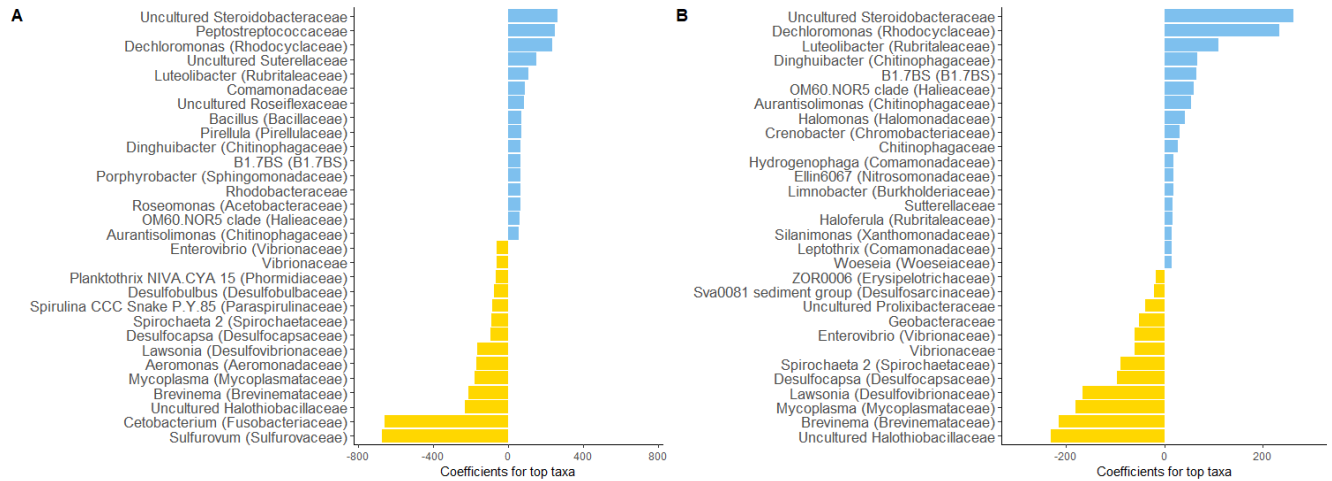 A
Uncultured Steroidobacteraceae
Peptostreptococcaceae
Dechloromonas (Rhodocyclaceae)
Uncultured Suterellaceae
Luteolibacter (Rubritaleaceae)
Comamonadaceae
Uncultured Roseiflexaceae
Bacillus (Bacillaceae)
Pirellula (Pirellulaceae)
Dinghuibacter (Chitinophagaceae)
B1.7BS (B1.7BS)
Porphyrobacter (Sphingomonadaceae)
Rhodobacteraceae
Roseomonas (Acetobacteraceae)
OM60.NOR5 clade (Halieaceae)
Aurantisolimonas (Chitinophagaceae)
Enterovibrio (Vibrionaceae)
Vibrionaceae
Planktothrix NIVA.CYA 15 (Phormidiaceae)
Desulfobulbus (Desulfobulbaceae)
Spirulina CCC Snake P.Y.85 (Paraspirulinaceae)
Spirochaeta 2 (Spirochaetaceae)
Desulfocapsa (Desulfocapsaceae)
Lawsonia (Desulfovibrionaceae)
Aeromonas (Aeromonadaceae)
Mycoplasma (Mycoplasmataceae)
Brevinema (Brevinemataceae)
Uncultured Halothiobacillaceae
Cetobacterium (Fusobacteriaceae)
Sulfurovum (Sulfurovaceae)
-800 -400 0 400 800
Coefficients for top taxa
B
Uncultured Steroidobacteraceae
Dechloromonas (Rhodocyclaceae)
Luteolibacter (Rubritaleaceae)
Dinghuibacter (Chitinophagaceae)
B1.7BS (B1.7BS)
OM60.NOR5 clade (Halieaceae)
Aurantisolimonas (Chitinophagaceae)
Halomonas (Halomonadaceae)
Crenobacter (Chromobacteriaceae)
Chitinophagaceae
Hydrogenophaga (Comamonadaceae)
Ellin6067 (Nitrosomonadaceae)
Limnobacter (Burkholderiaceae)
Sutterellaceae
Haloferula (Rubritaleaceae)
Silanimonas (Xanthomonadaceae)
Leptothrix (Comamonadaceae)
Woeseia (Woeseiaceae)
ZOR0006 (Erysipelotrichaceae)
Sva0081 sediment group (Desulfosarcinaceae)
Uncultured Prolixibacteraceae
Geobacteraceae
Enterovibrio (Vibrionaceae)
Vibrionaceae
Spirochaeta 2 (Spirochaetaceae)
Desulfocapsa (Desulfocapsaceae)
Lawsonia (Desulfovibrionaceae)
Mycoplasma (Mycoplasmataceae)
Brevinema (Brevinemataceae)
Uncultured Halothiobacillaceae
-200 0 200
Coefficients for top taxa